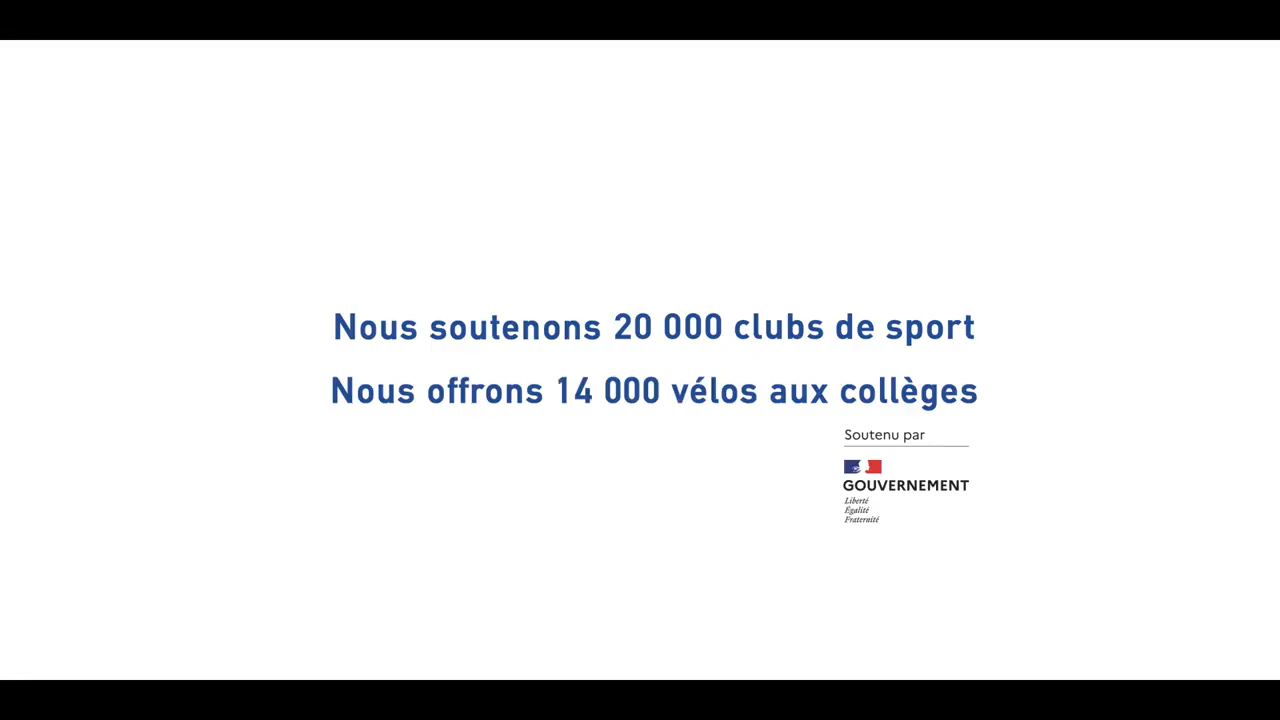 Nous soutenons 20 000 clubs de sport
Nous offrons 14 000 vélos aux collèges
Soutenu par
GOUVERNEMENT
Liberté
Égalité
Fraternité